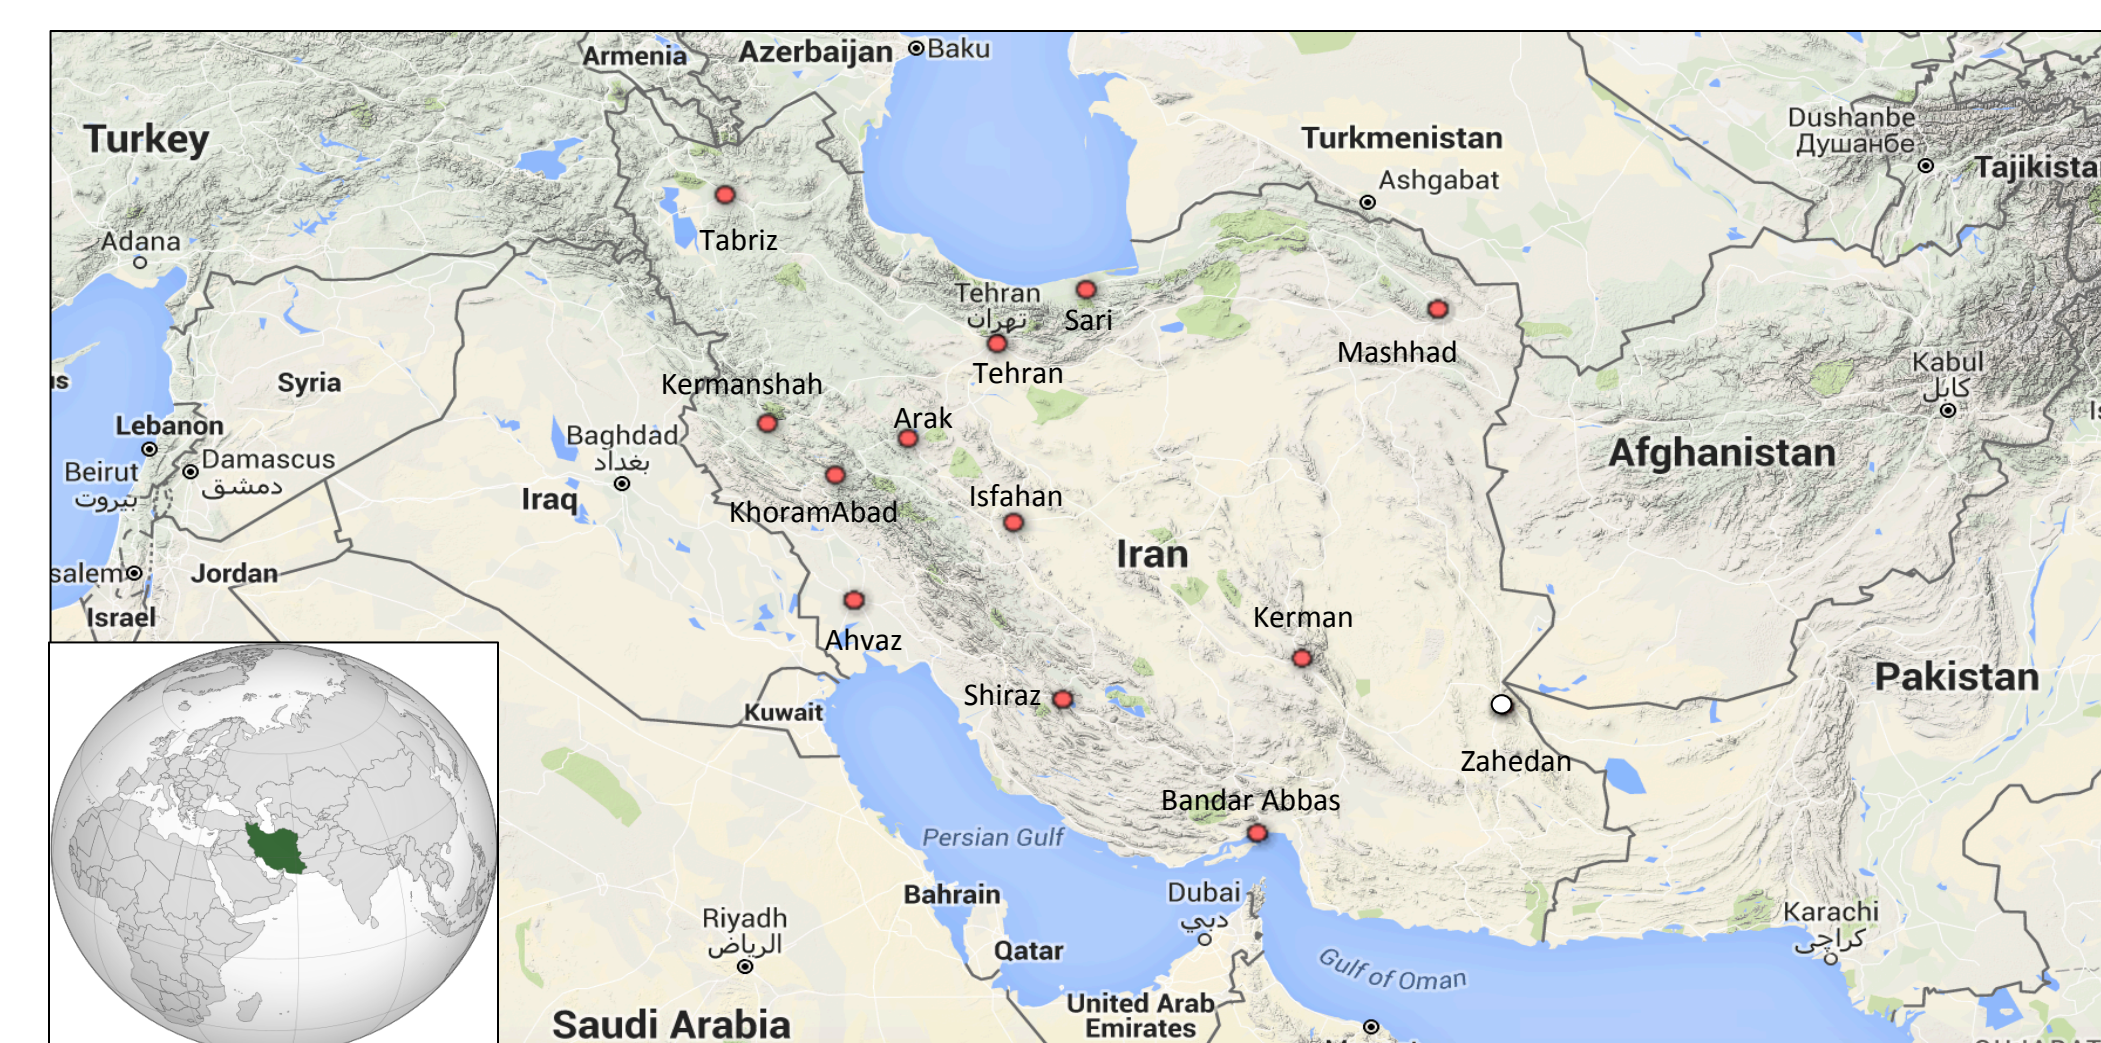 Armenia
Azerbaijan
Baku
Turkey
Dushanbe
Душанбе
Turkmenistan
Ashgabat
Adana
Tabriz
Tehran
تهران
Sari
Tehran
Mashhad
Kabul
كابل
Syria
Kermanshah
Arak
Lebanon
Baghdad
بغداد
Afghanistan
Beirut
بيروت
Damascus
دمشق
Iraq
KhoramAbad
Isfahan
Iran
Jordan
Israel
Ahvaz
Kerman
Shiraz
Pakistan
Kuwait
Zahedan
Bandar Abbas
Persian Gulf
Bahrain
Dubai
دبي
Riyadh
الرياض
Qatar
Karachi
کراچی
Gulf of Oman
United Arab
Emirates
Saudi Arabia